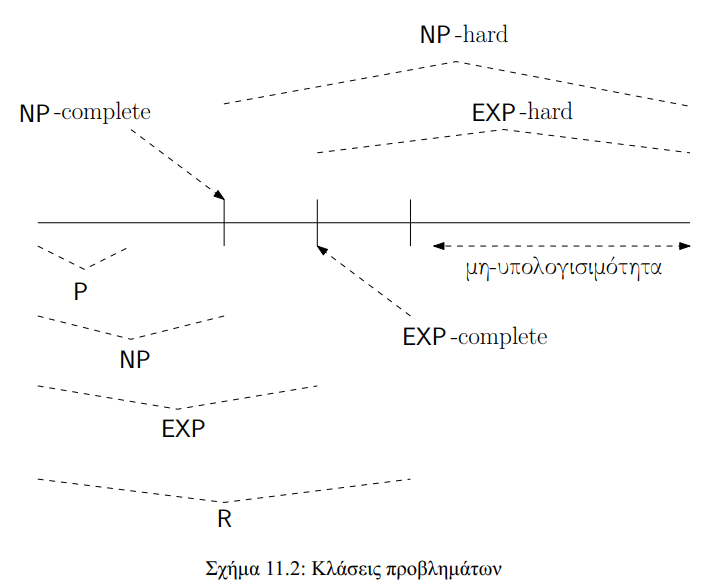 NP-hard
NP-complete
EXP-hard
μη-υπολογισιμότητα
P
EXP-complete
NP
EXP
R
Σχήμα 11.2: Κλάσεις προβλημάτων